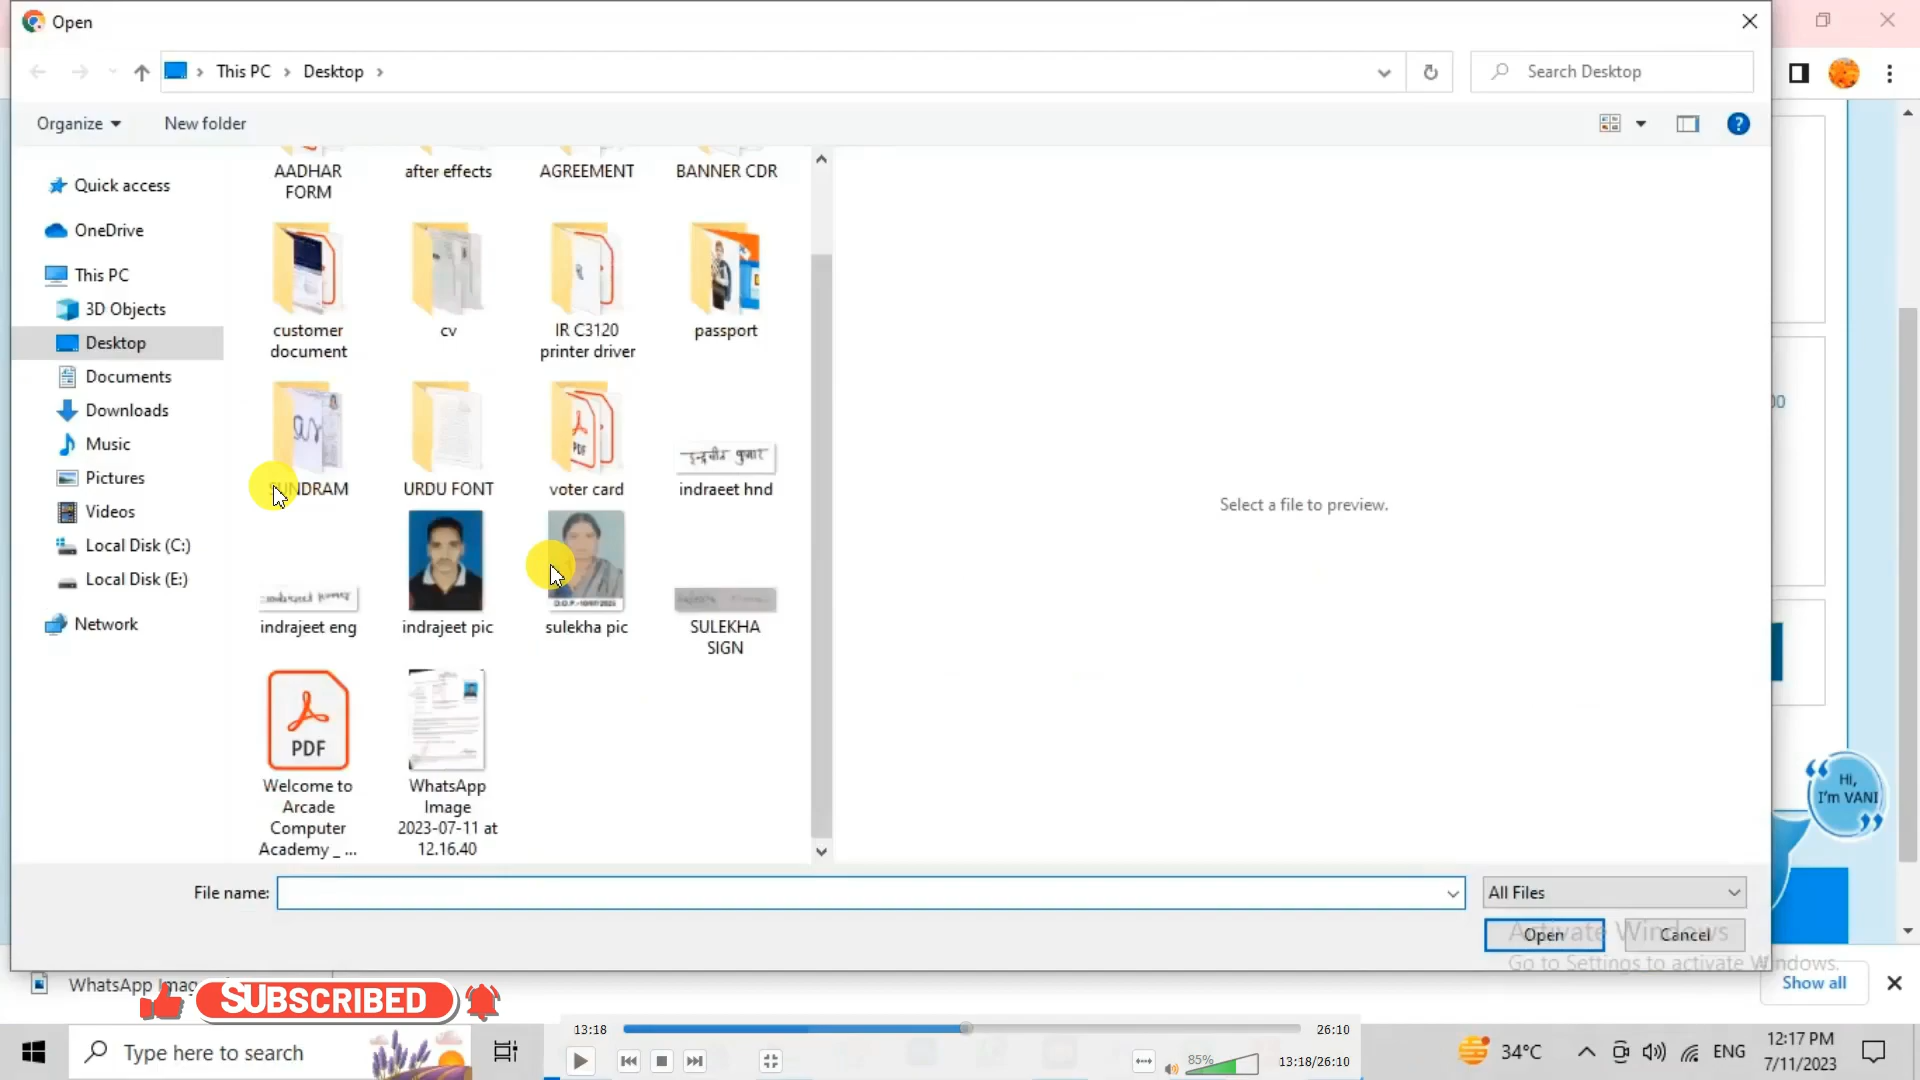 Open
This PC
Desktop
Search Desktop
Organize
New folder
Quick access
OneDrive
This PC
3D Objects
Desktop
Documents
Downloads
Music
Pictures
Videos
Local Disk (C:)
Local Disk (E:)
Network
AADHAR
FORM
after effects
AGREEMENT
BANNER CDR
customer
document
cv
IR C3120
printer driver
passport
SUNDRAM
URDU FONT
PDF
voter card
इन्द्रजीत कुमार
indraeet hnd
indrajeet eng
indrajeet pic
sulekha pic
SULEKHA
SIGN
PDF
Welcome to
Arcade
Computer
Academy _ ...
WhatsApp
Image
2023-07-11 at
12.16.40
Select a file to preview.
Hi,
I'm VANI
File name:
All Files
Open
Cancel
Activate Windows
Go to Settings to activate Windows.
WhatsApp Imag
SUBSCRIBED
Show all
13:18
26:10
Type here to search
85%
13:18/26:10
34°C
ENG
12:17 PM
7/11/2023